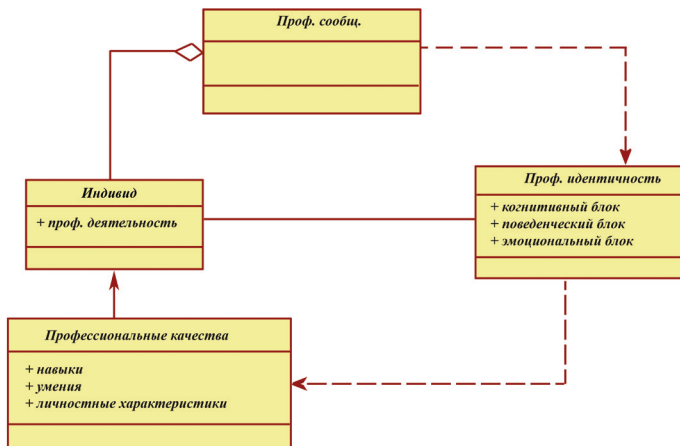 Проф. сообщ.
Индивид
+ проф. деятельность
Проф. идентичность
+ когнитивный блок
+ поведенческий блок
+ эмоциональный блок
Профессиональные качества
+ навыки
+ умения
+ личностные характеристики